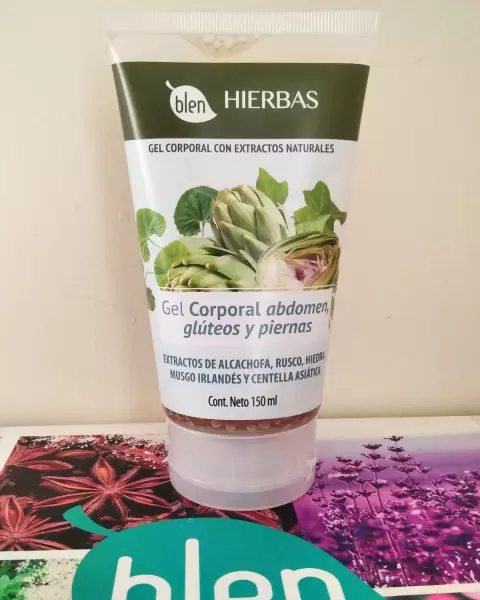 blen HIERBAS
GEL CORPORAL CON EXTRACTOS NATURALES
Gel Corporal abdomen,
glúteos y piernas
EXTRACTOS DE ALCACHOFA, RUSCO, HIEDRA,
MUSGO IRLANDÉS Y CENTELLA ASIÁTICA
Cont. Neto 150 ml
blen